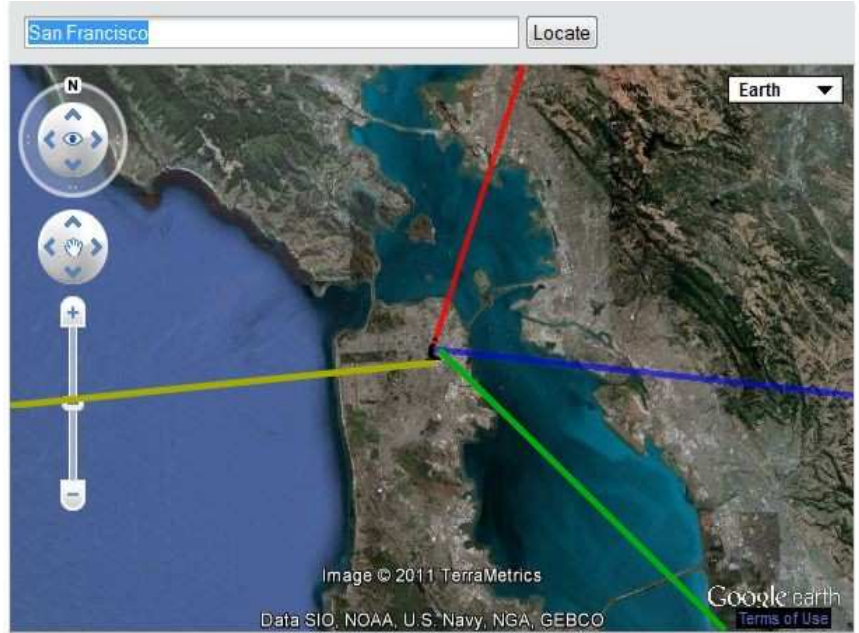 San Francisco Locate
N
Earth
Image © 2011 TerraMetrics
Data SIO, NOAA, U.S. Navy, NGA, GEBCO
Google earth
Terms of Use